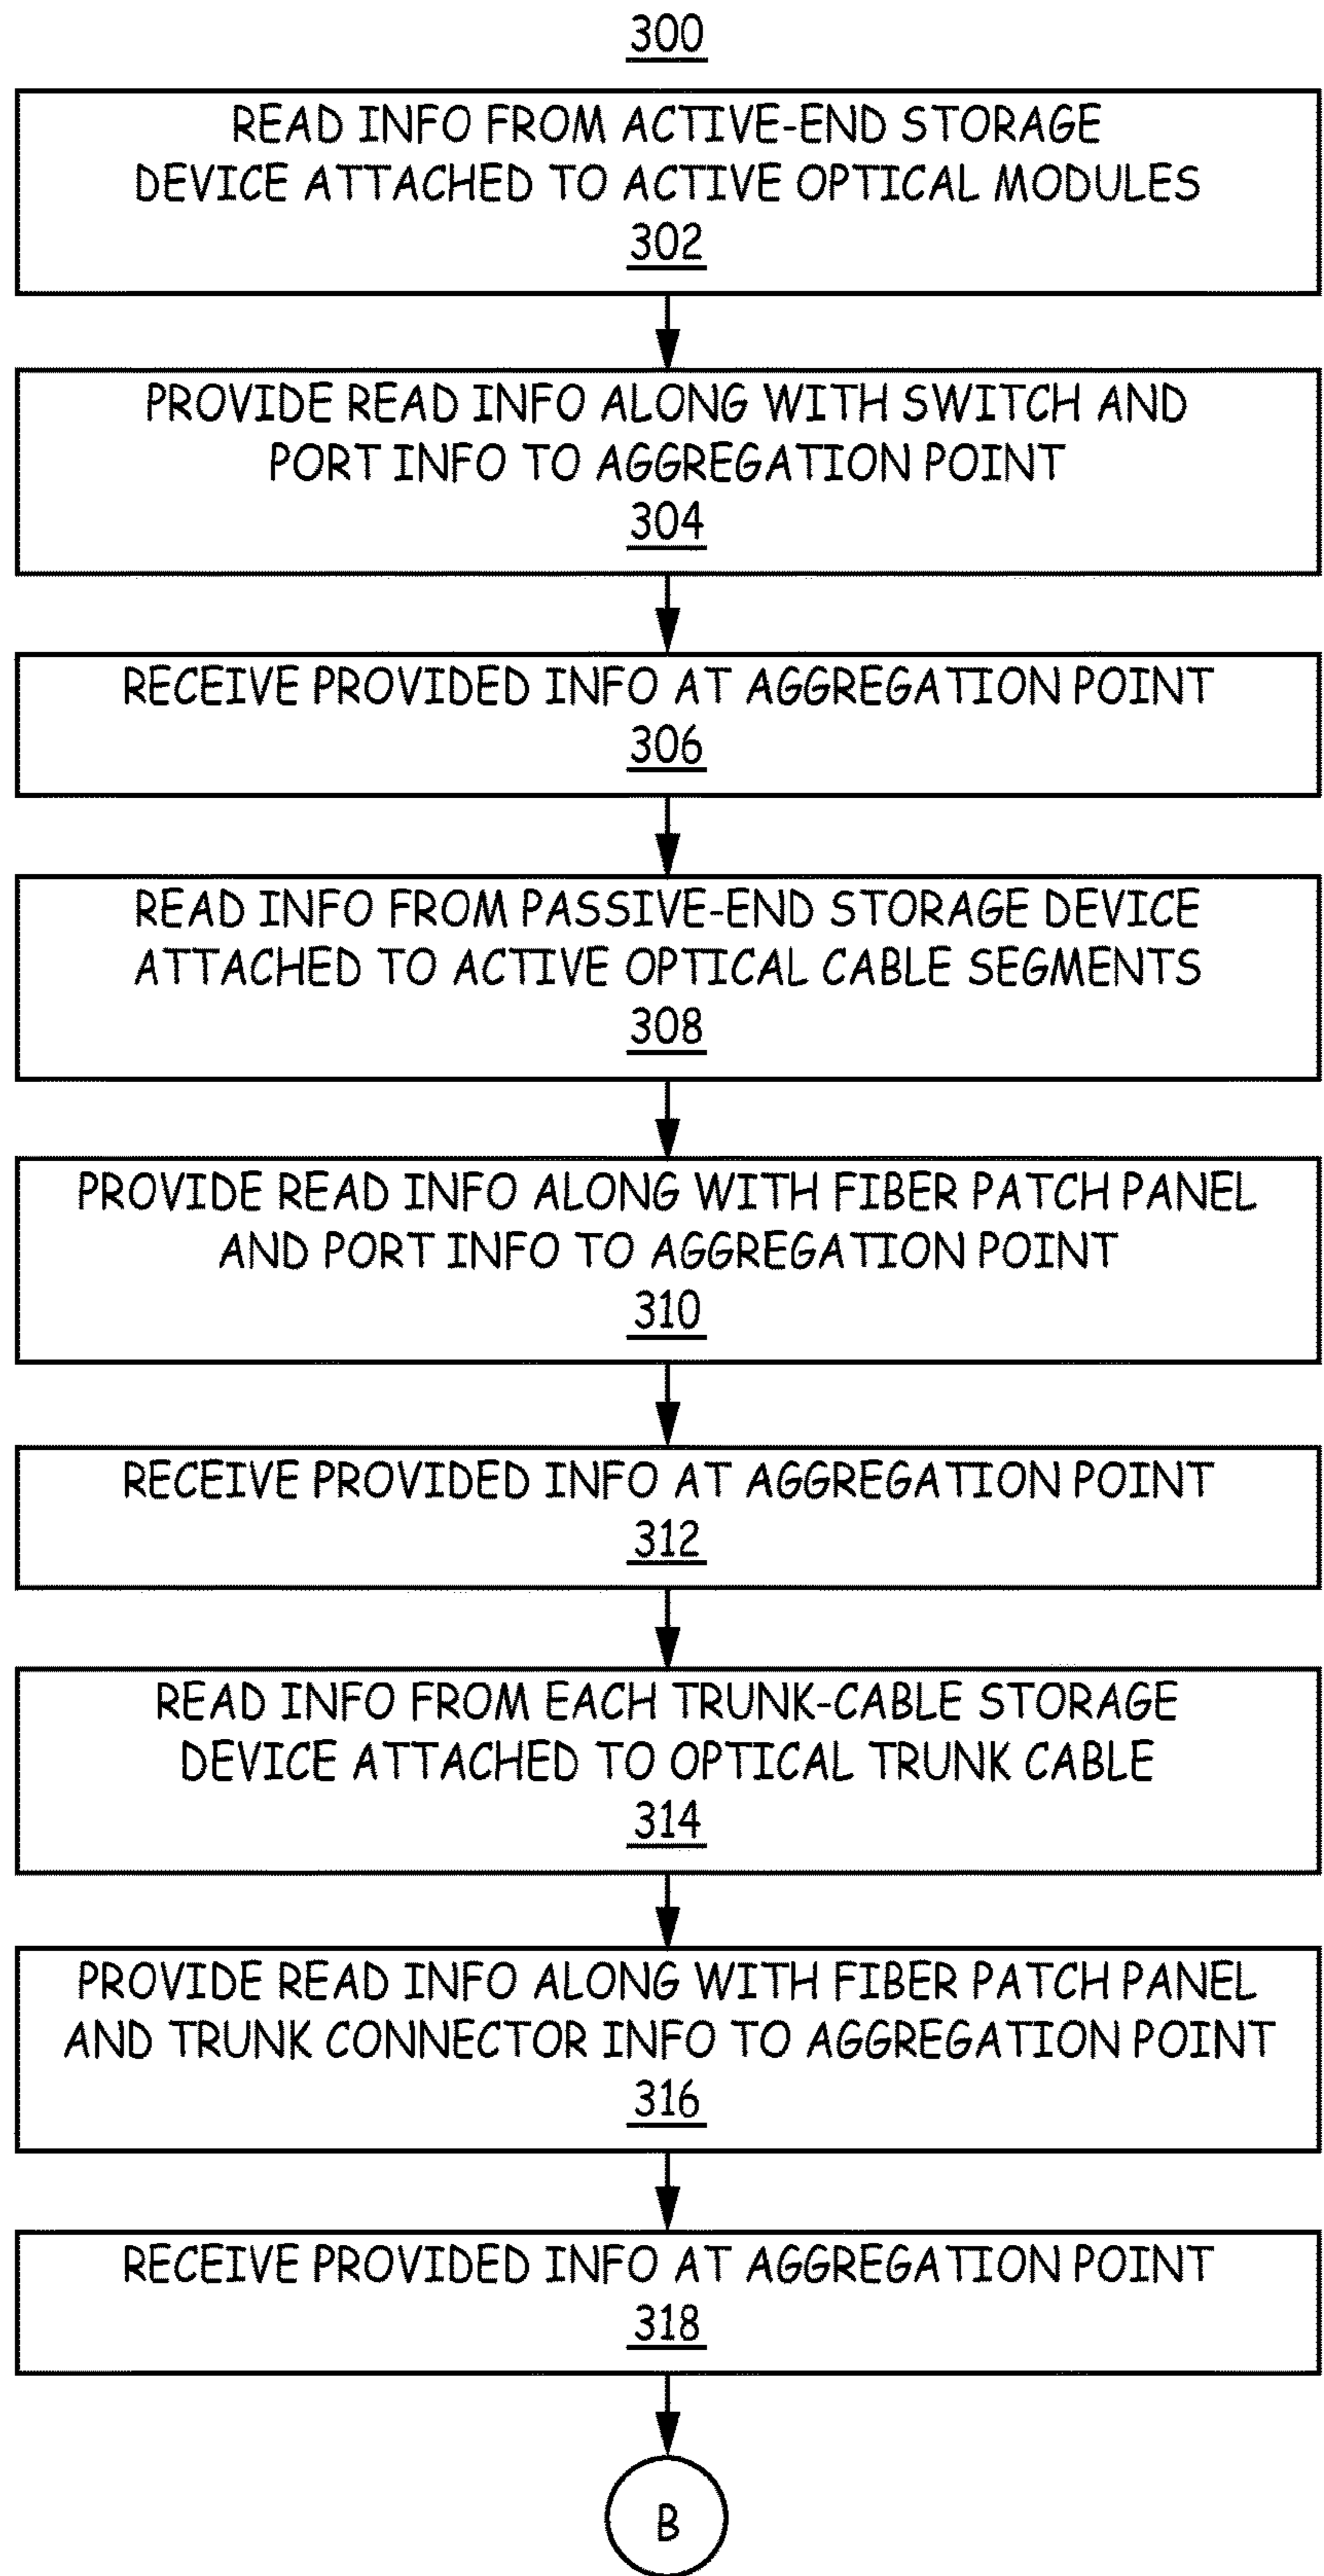 300
READ INFO FROM ACTIVE-END STORAGE
DEVICE ATTACHED TO ACTIVE OPTICAL MODULES
302
PROVIDE READ INFO ALONG WITH SWITCH AND
PORT INFO TO AGGREGATION POINT
304
RECEIVE PROVIDED INFO AT AGGREGATION POINT
306
READ INFO FROM PASSIVE-END STORAGE DEVICE
ATTACHED TO ACTIVE OPTICAL CABLE SEGMENTS
308
PROVIDE READ INFO ALONG WITH FIBER PATCH PANEL
AND PORT INFO TO AGGREGATION POINT
310
RECEIVE PROVIDED INFO AT AGGREGATION POINT
312
READ INFO FROM EACH TRUNK-CABLE STORAGE
DEVICE ATTACHED TO OPTICAL TRUNK CABLE
314
PROVIDE READ INFO ALONG WITH FIBER PATCH PANEL
AND TRUNK CONNECTOR INFO TO AGGREGATION POINT
316
RECEIVE PROVIDED INFO AT AGGREGATION POINT
318
B